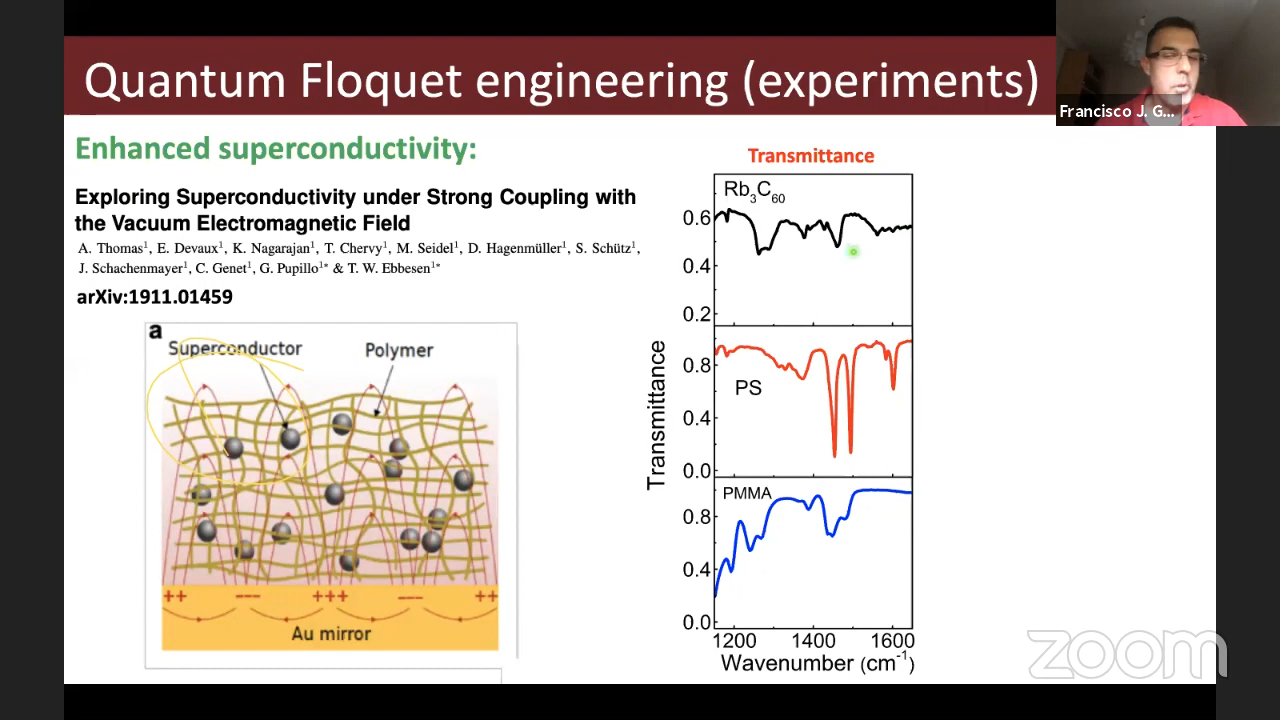 Quantum Floquet engineering (experiments)
Francisco J. G...
Enhanced superconductivity:
Exploring Superconductivity under Strong Coupling with
the Vacuum Electromagnetic Field
A. Thomas¹, E. Devaux¹, K. Nagarajan¹, T. Chervy¹, M. Seidel¹, D. Hagenmüller¹, S. Schütz¹,
J. Schachenmayer¹, C. Genet¹, G. Pupillo¹* & T. W. Ebbesen¹*
arXiv:1911.01459
a
Superconductor
Polymer
++ --- +++ --- ++
Au mirror
Transmittance
Rb₃C₆₀
0.6
0.4
0.2
PS
0.8
0.4
0.0
PMMA
0.8
0.4
0.0
Transmittance
1200 1400 1600
Wavenumber (cm⁻¹)
zoom